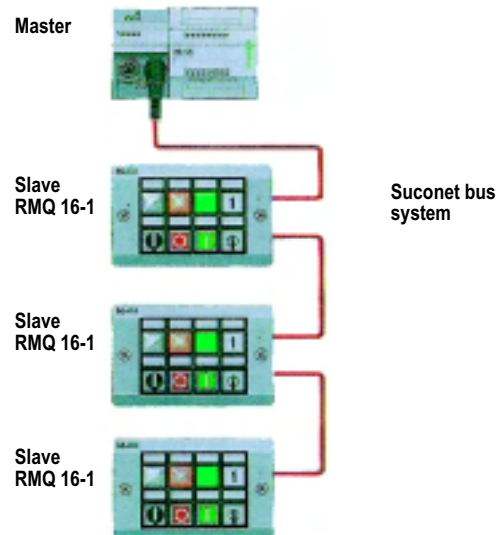 Master
Slave
RMQ 16-1
Suconet bus
system
Slave
RMQ 16-1
Slave
RMQ 16-1